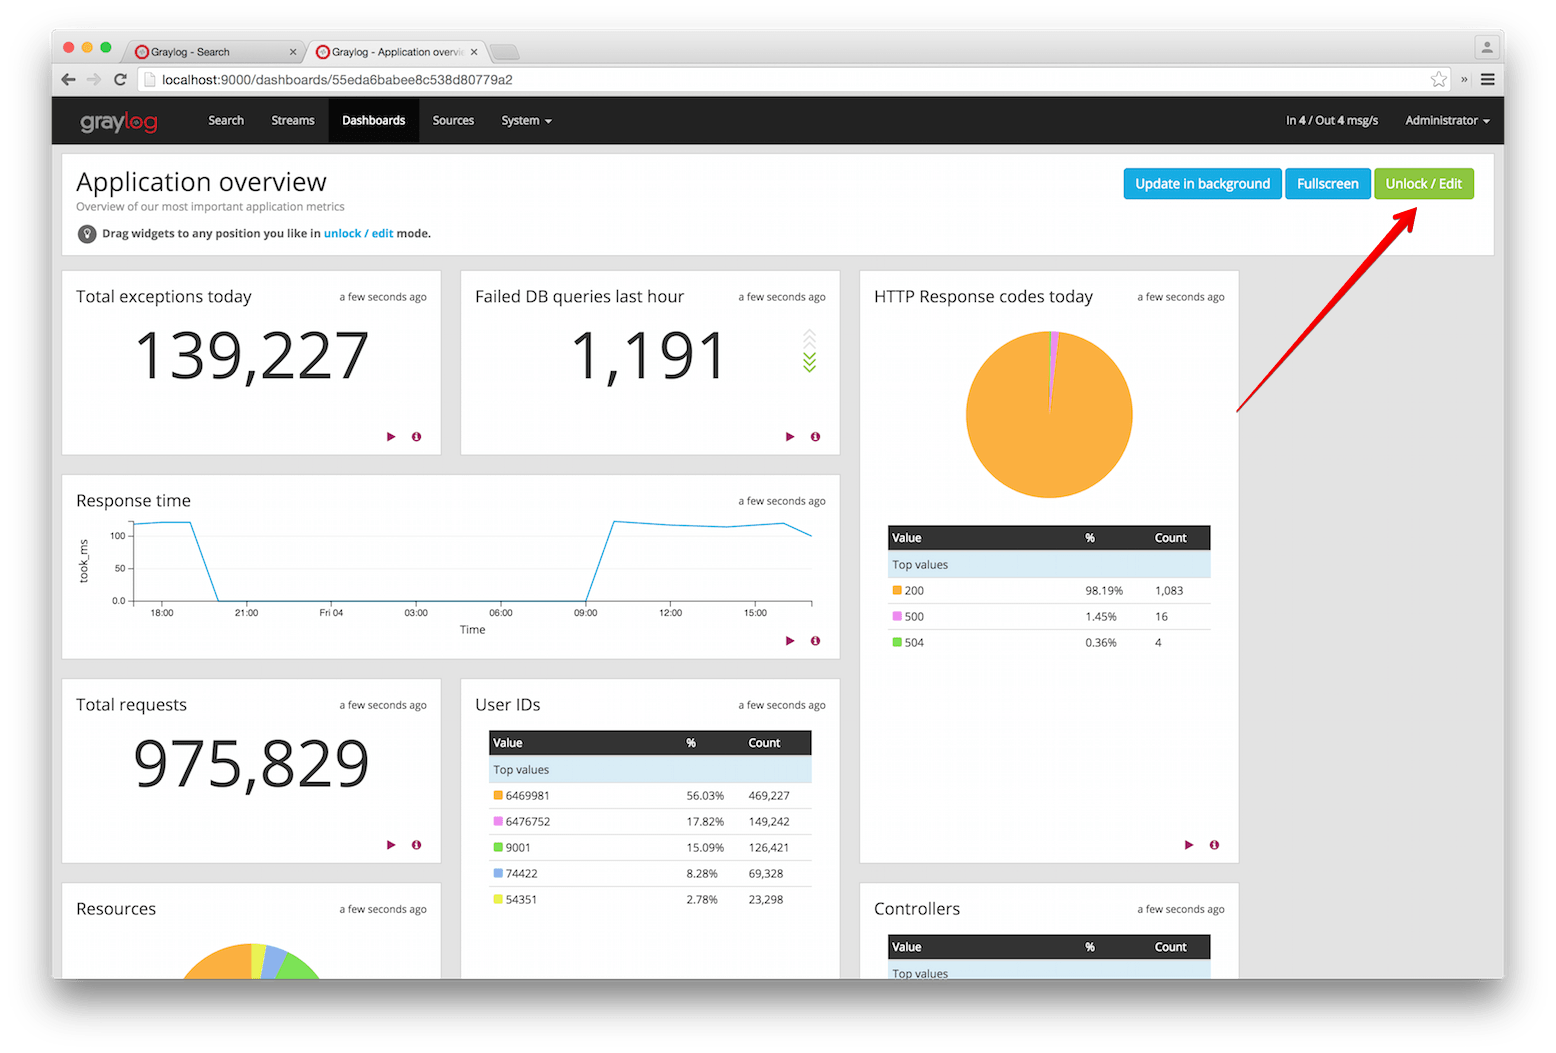 Graylog - Search
Graylog - Application overvi
localhost:9000/dashboards/55eda6babee8c538d80779a2
graylog
Search
Streams
Dashboards
Sources
System
In 4 / Out 4 msg/s
Administrator
Application overview
Overview of our most important application metrics
Drag widgets to any position you like in unlock / edit mode.
Update in background
Fullscreen
Unlock / Edit
Total exceptions today
a few seconds ago
139,227
Failed DB queries last hour
a few seconds ago
1,191
HTTP Response codes today
a few seconds ago
Value % Count
Top values
200 98.19% 1,083
500 1.45% 16
504 0.36% 4
Response time
a few seconds ago
took_ms
100
50
0.0
18:00 21:00 Fri 04 03:00 06:00 09:00 12:00 15:00
Time
Total requests
a few seconds ago
975,829
User IDs
a few seconds ago
Value % Count
Top values
6469981 56.03% 469,227
6476752 17.82% 149,242
9001 15.09% 126,421
74422 8.28% 69,328
54351 2.78% 23,298
Resources
a few seconds ago
Controllers
a few seconds ago
Value % Count
Top values